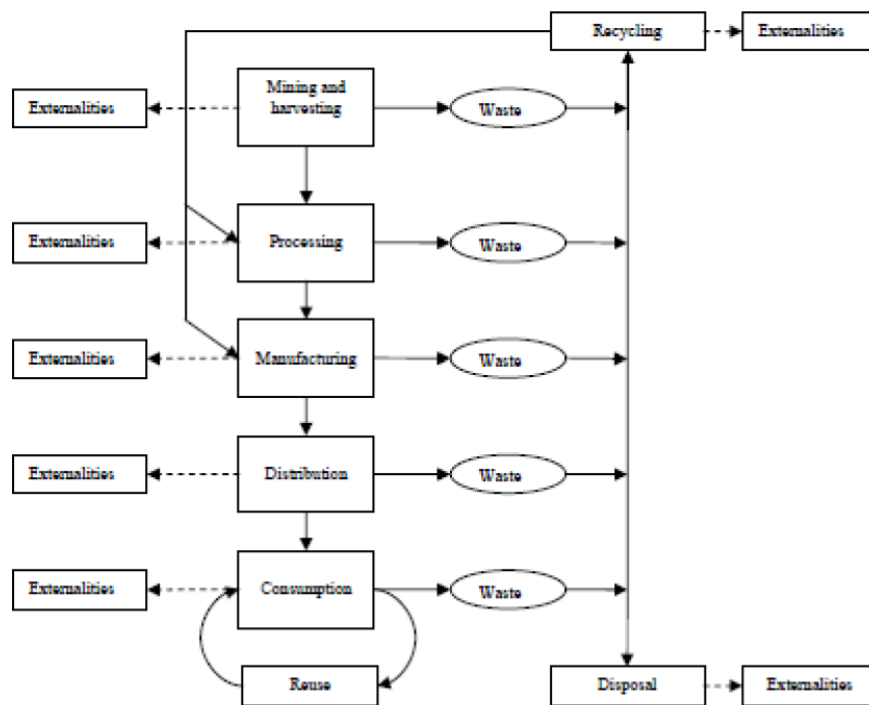 Recycling
Externalities
Mining and
harvesting
Externalities
Waste
Externalities
Processing
Waste
Externalities
Manufacturing
Waste
Externalities
Distribution
Waste
Externalities
Consumption
Waste
Reuse
Disposal
Externalities